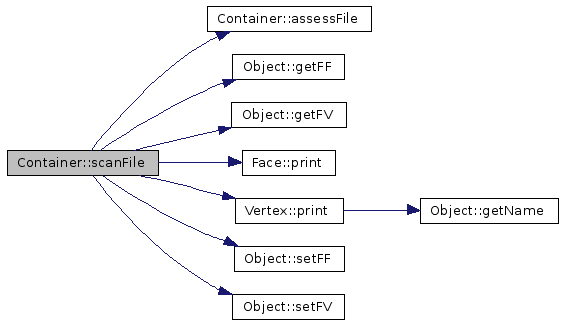 Container::assessFile
Object::getFF
Object::getFV
Container::scanFile
Face::print
Vertex::print
Object::getName
Object::setFF
Object::setFV